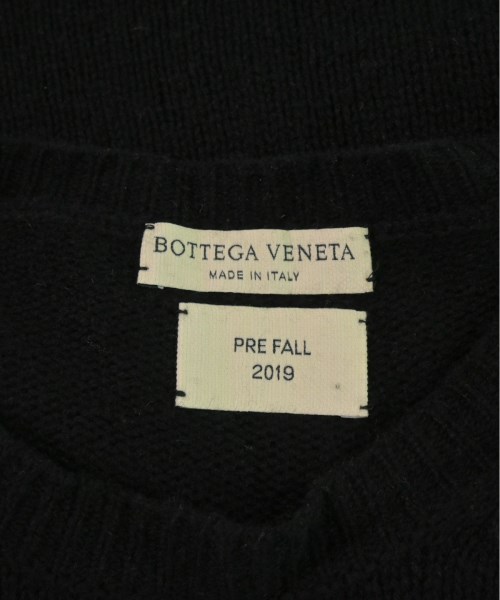 BOTTEGA VENETA
MADE IN ITALY
PRE FALL
2019